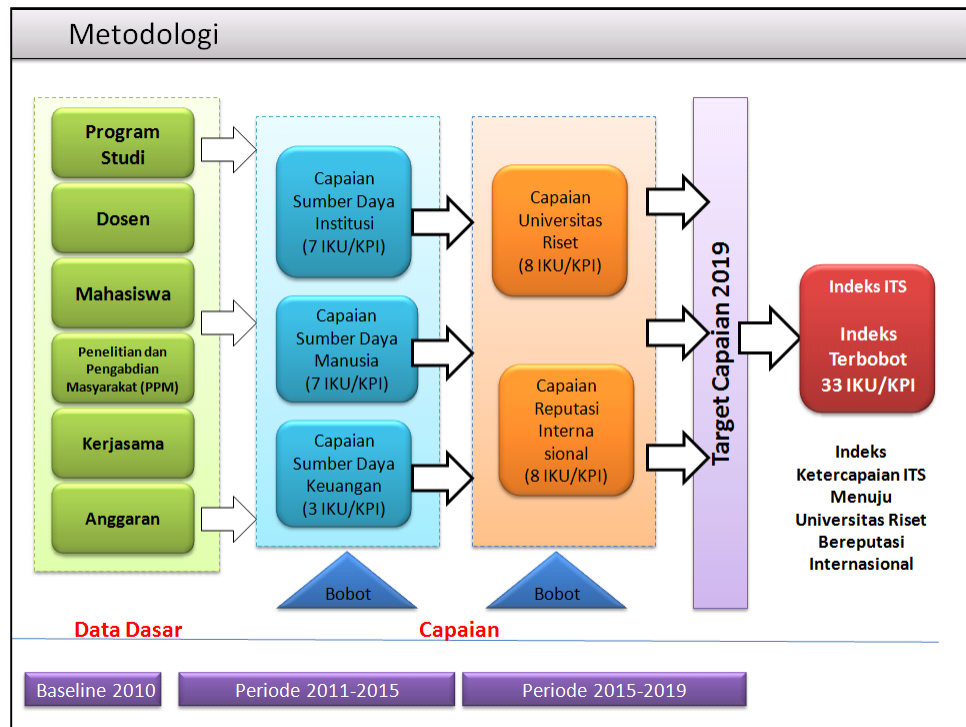 Metodologi
Program
Studi
Dosen
Mahasiswa
Penelitian dan
Pengabdian
Masyarakat (PPM)
Kerjasama
Anggaran
Capaian
Sumber Daya
Institusi
(7 IKU/KPI)
Capaian
Sumber Daya
Manusia
(7 IKU/KPI)
Capaian
Sumber Daya
Keuangan
(3 IKU/KPI)
Bobot
Capaian
Universitas
Riset
(8 IKU/KPI)
Capaian
Reputasi
Interna
sional
(8 IKU/KPI)
Bobot
Target Capaian 2019
Indeks ITS
Indeks
Terbobot
33 IKU/KPI
Indeks
Ketercapaian ITS
Menuju
Universitas Riset
Bereputasi
Internasional
Data Dasar
Capaian
Baseline 2010
Periode 2011-2015
Periode 2015-2019